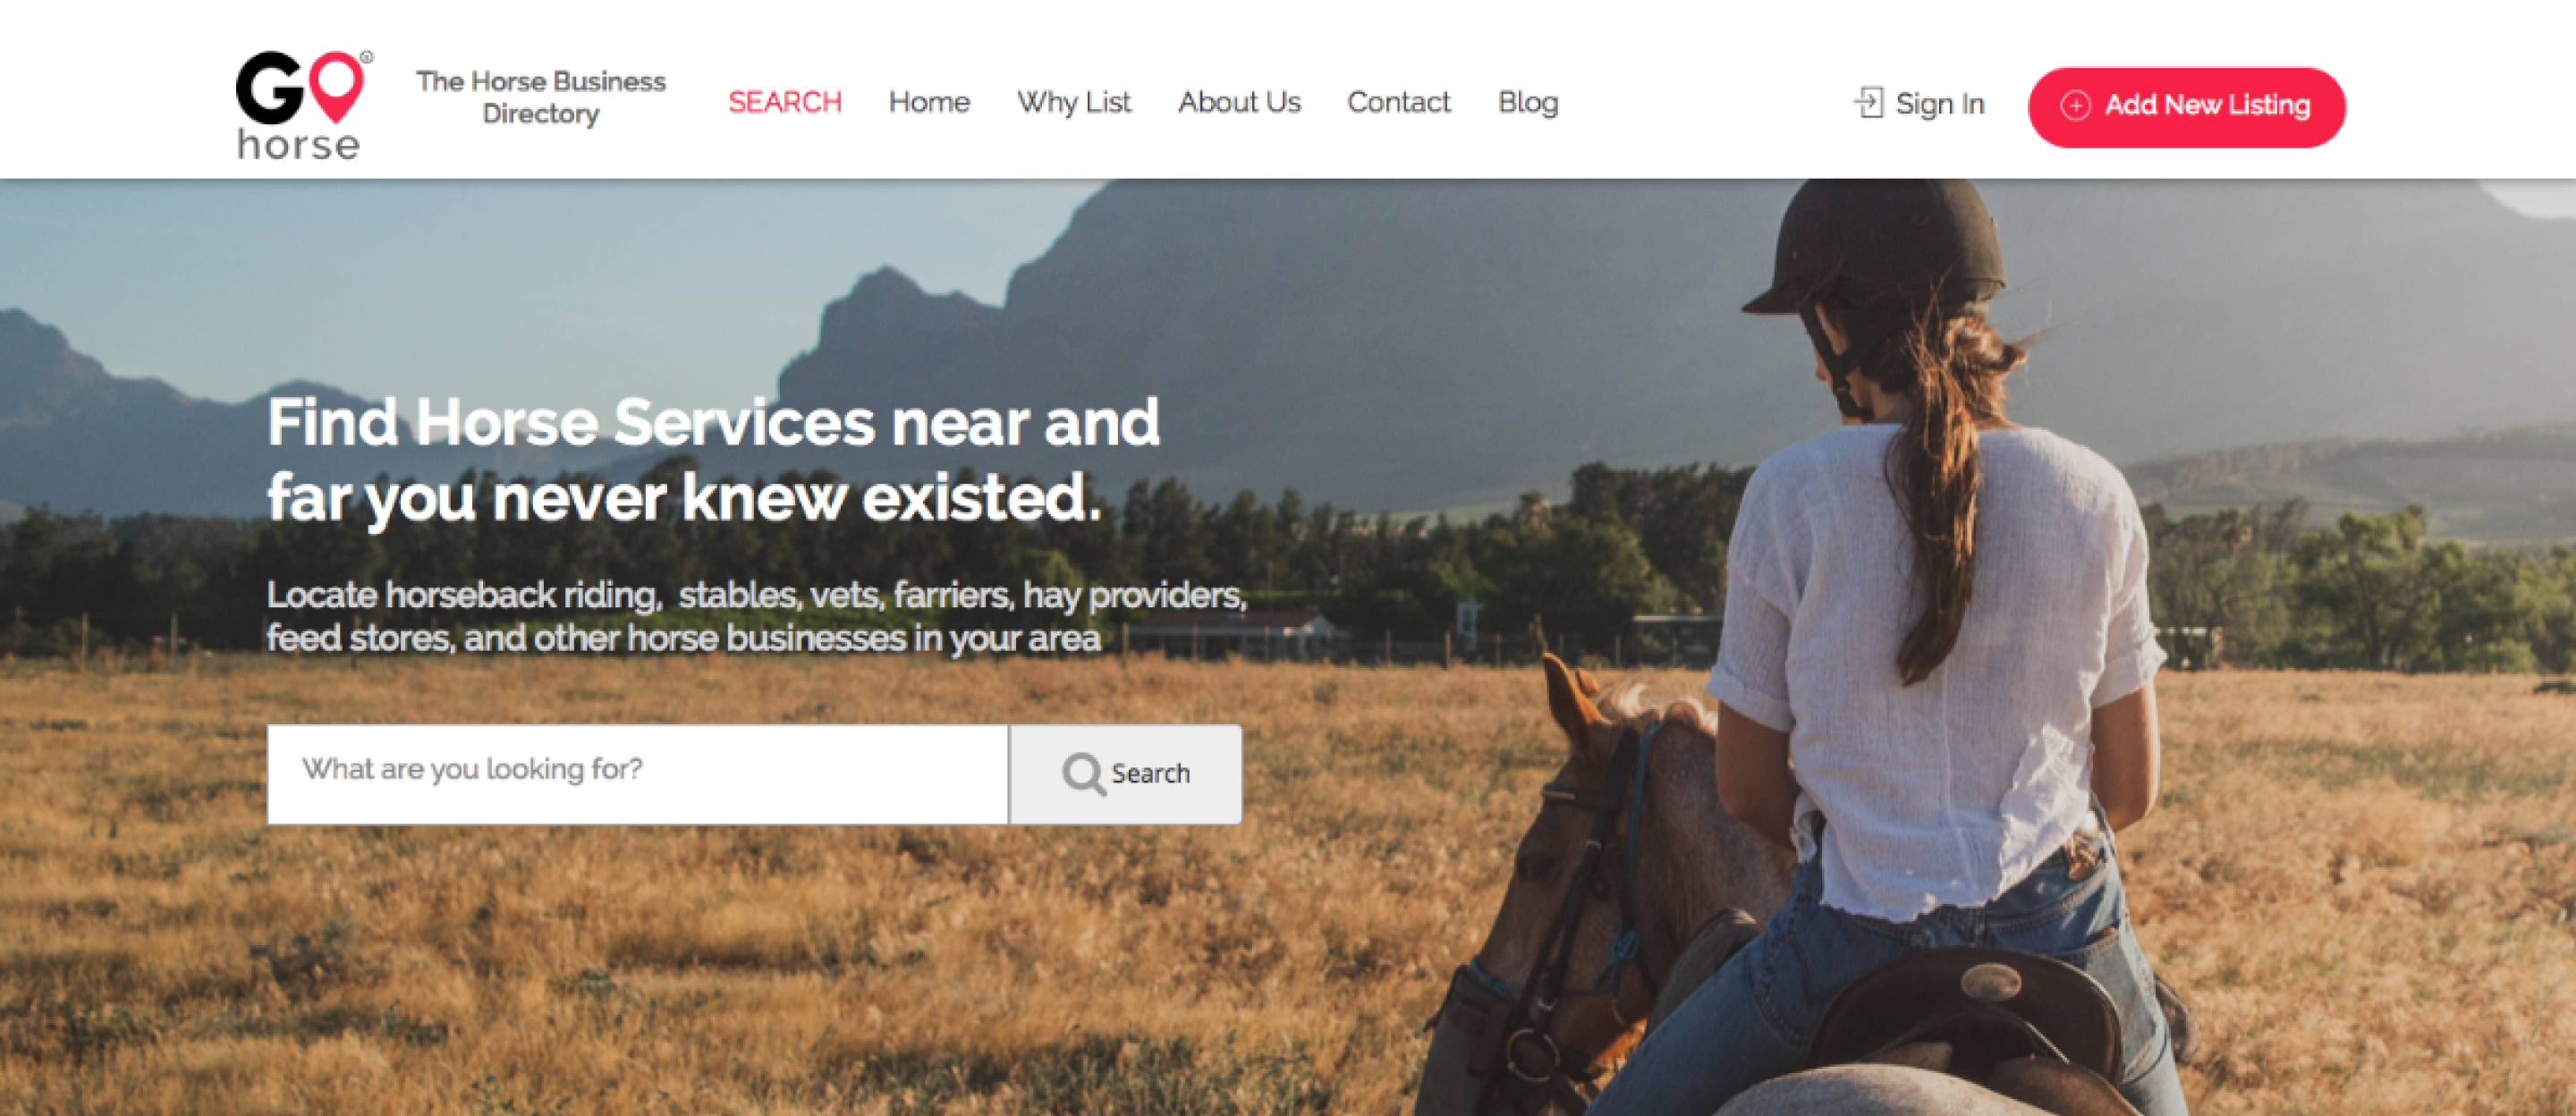 GO
horse
The Horse Business
Directory
SEARCH
Home
Why List
About Us
Contact
Blog
Sign In
Add New Listing
Find Horse Services near and
far you never knew existed.
Locate horseback riding,  stables, vets, farriers, hay providers,
feed stores, and other horse businesses in your area
What are you looking for?
Search